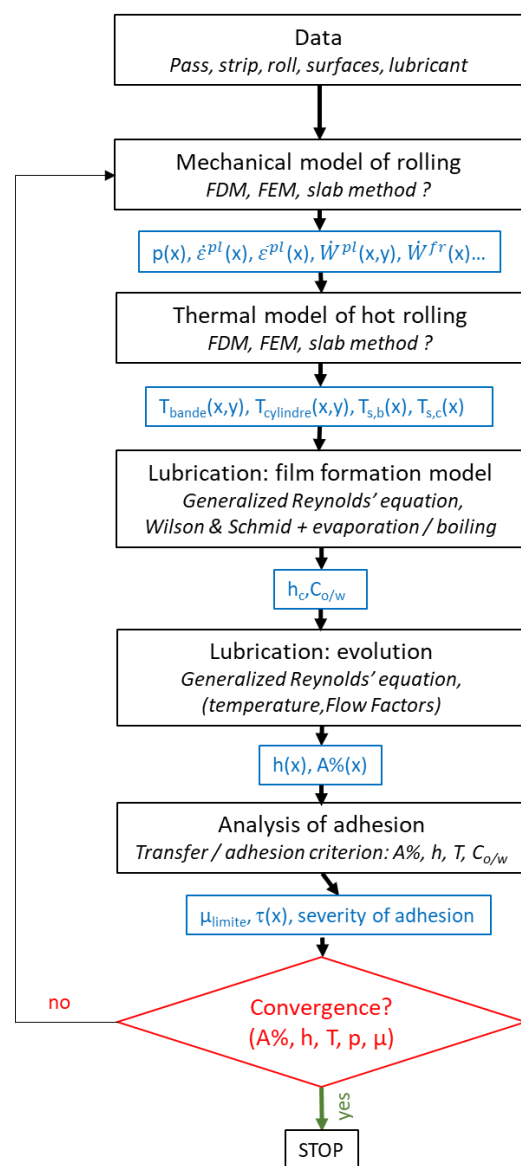 Data
Pass, strip, roll, surfaces, lubricant
Mechanical model of rolling
FDM, FEM, slab method ?
p(x), ε̇ᵖˡ(x), ε̄ᵖˡ(x), Ẇᵖˡ(x,y), Ẇᶠʳ(x)...
Thermal model of hot rolling
FDM, FEM, slab method ?
T_bande(x,y), T_cylindre(x,y), T_s,b(x), T_s,c(x)
Lubrication: film formation model
Generalized Reynolds’ equation,
Wilson & Schmid + evaporation / boiling
h_c,C_o/w
Lubrication: evolution
Generalized Reynolds’ equation,
(temperature,Flow Factors)
h(x), A%(x)
Analysis of adhesion
Transfer / adhesion criterion: A%, h, T, C_o/w
μ_limite, τ(x), severity of adhesion
no
Convergence?
(A%, h, T, p, μ)
yes
STOP